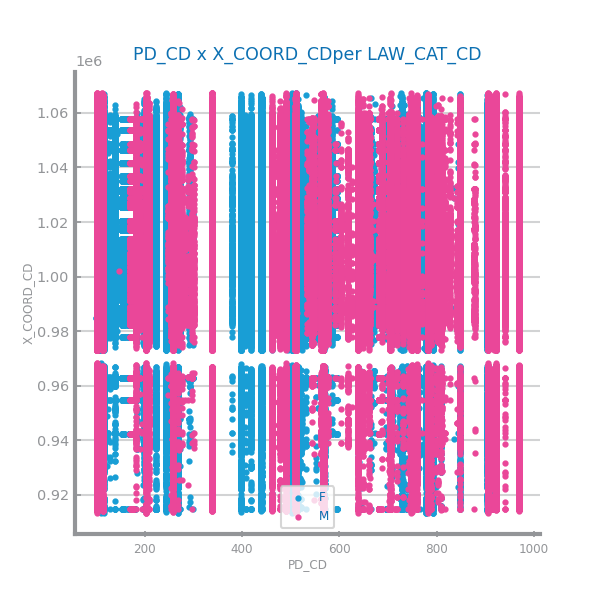 PD_CD x X_COORD_CDper LAW_CAT_CD
1e6
1.06
1.04
1.02
1.00
0.98
0.96
0.94
0.92
X_COORD_CD
F
M
200
400
600
800
1000
PD_CD